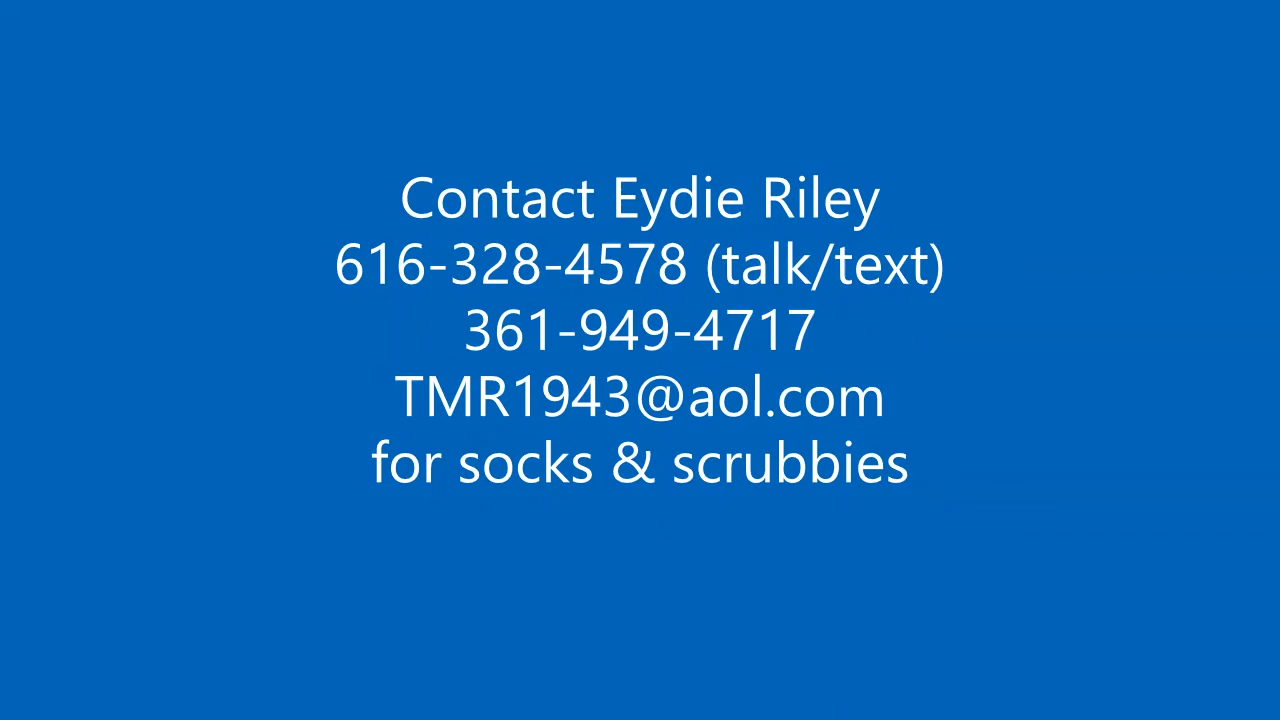 Contact Eydie Riley
616-328-4578 (talk/text)
361-949-4717
TMR1943@aol.com
for socks & scrubbies